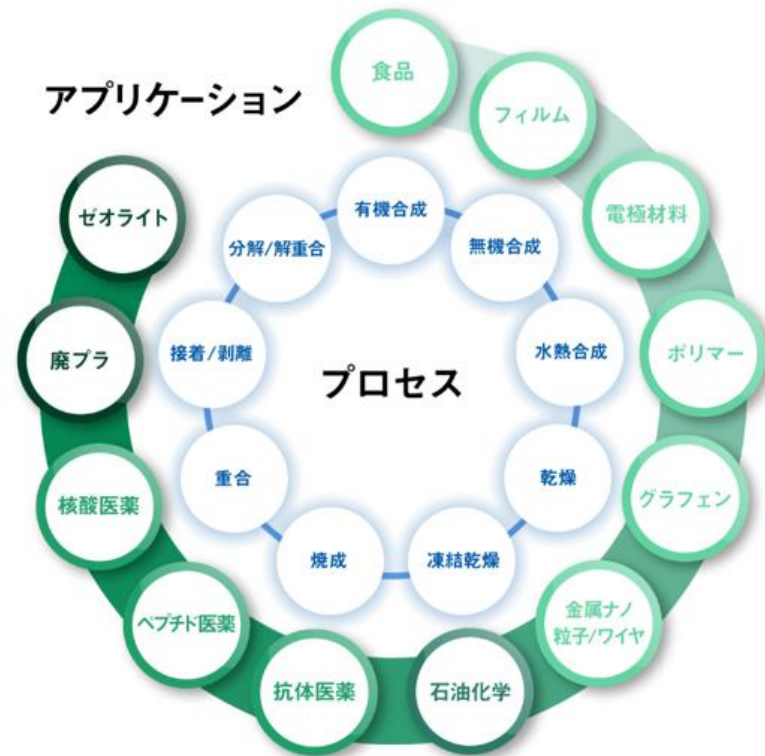 アプリケーション
食品
フィルム
電極材料
ポリマー
グラフェン
金属ナノ
粒子/ワイヤ
石油化学
抗体医薬
ペプチド医薬
核酸医薬
廃プラ
ゼオライト
プロセス
有機合成
無機合成
水熱合成
乾燥
凍結乾燥
焼成
重合
接着/剥離
分解/解重合